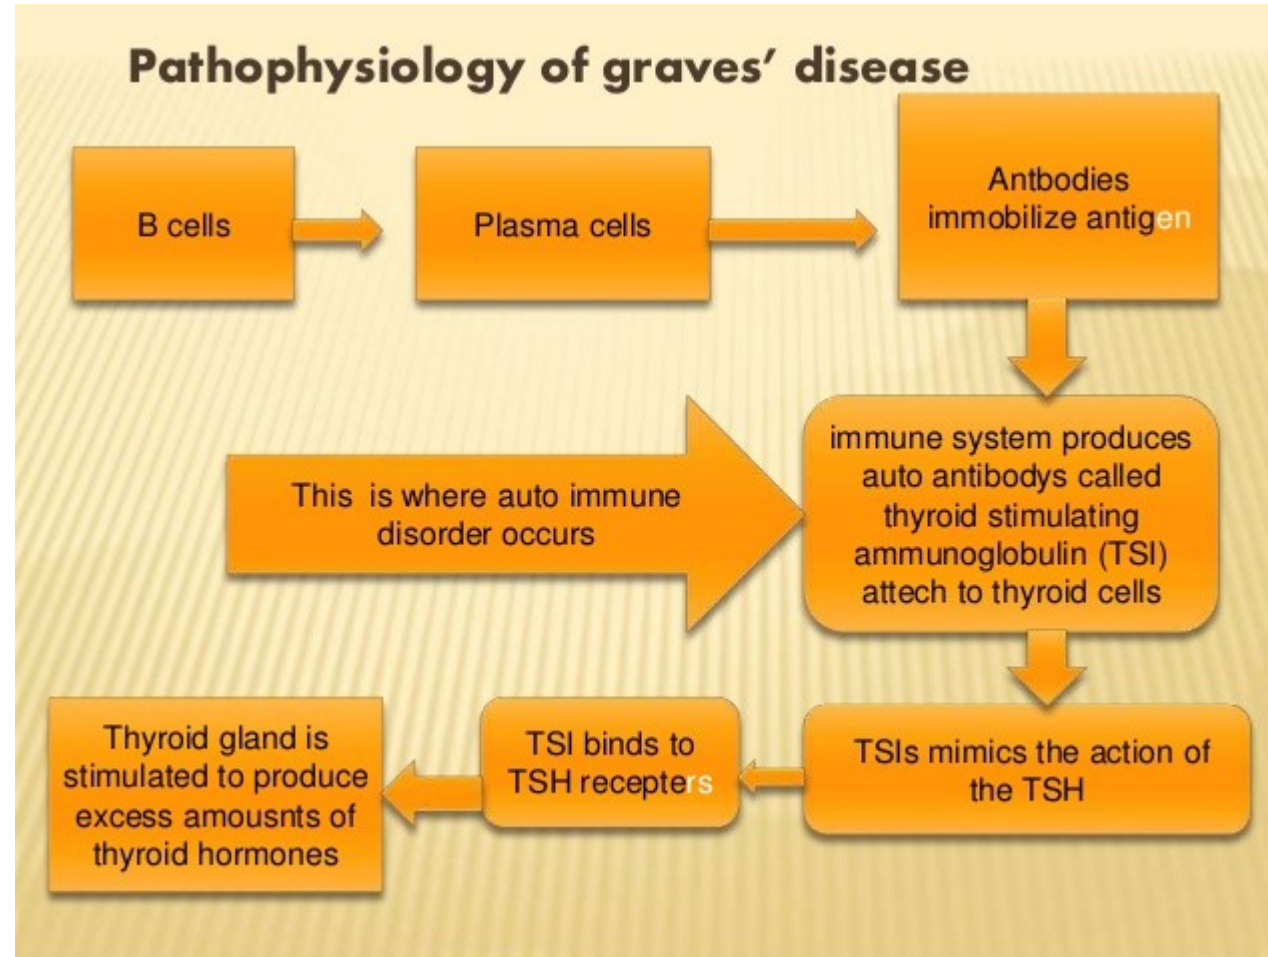 Pathophysiology of graves’ disease
B cells
Plasma cells
Antbodies
immobilize antigen
This  is where auto immune
disorder occurs
immune system produces
auto antibodys called
thyroid stimulating
ammunoglobulin (TSI)
attech to thyroid cells
TSIs mimics the action of
the TSH
TSI binds to
TSH recepters
Thyroid gland is
stimulated to produce
excess amousnts of
thyroid hormones